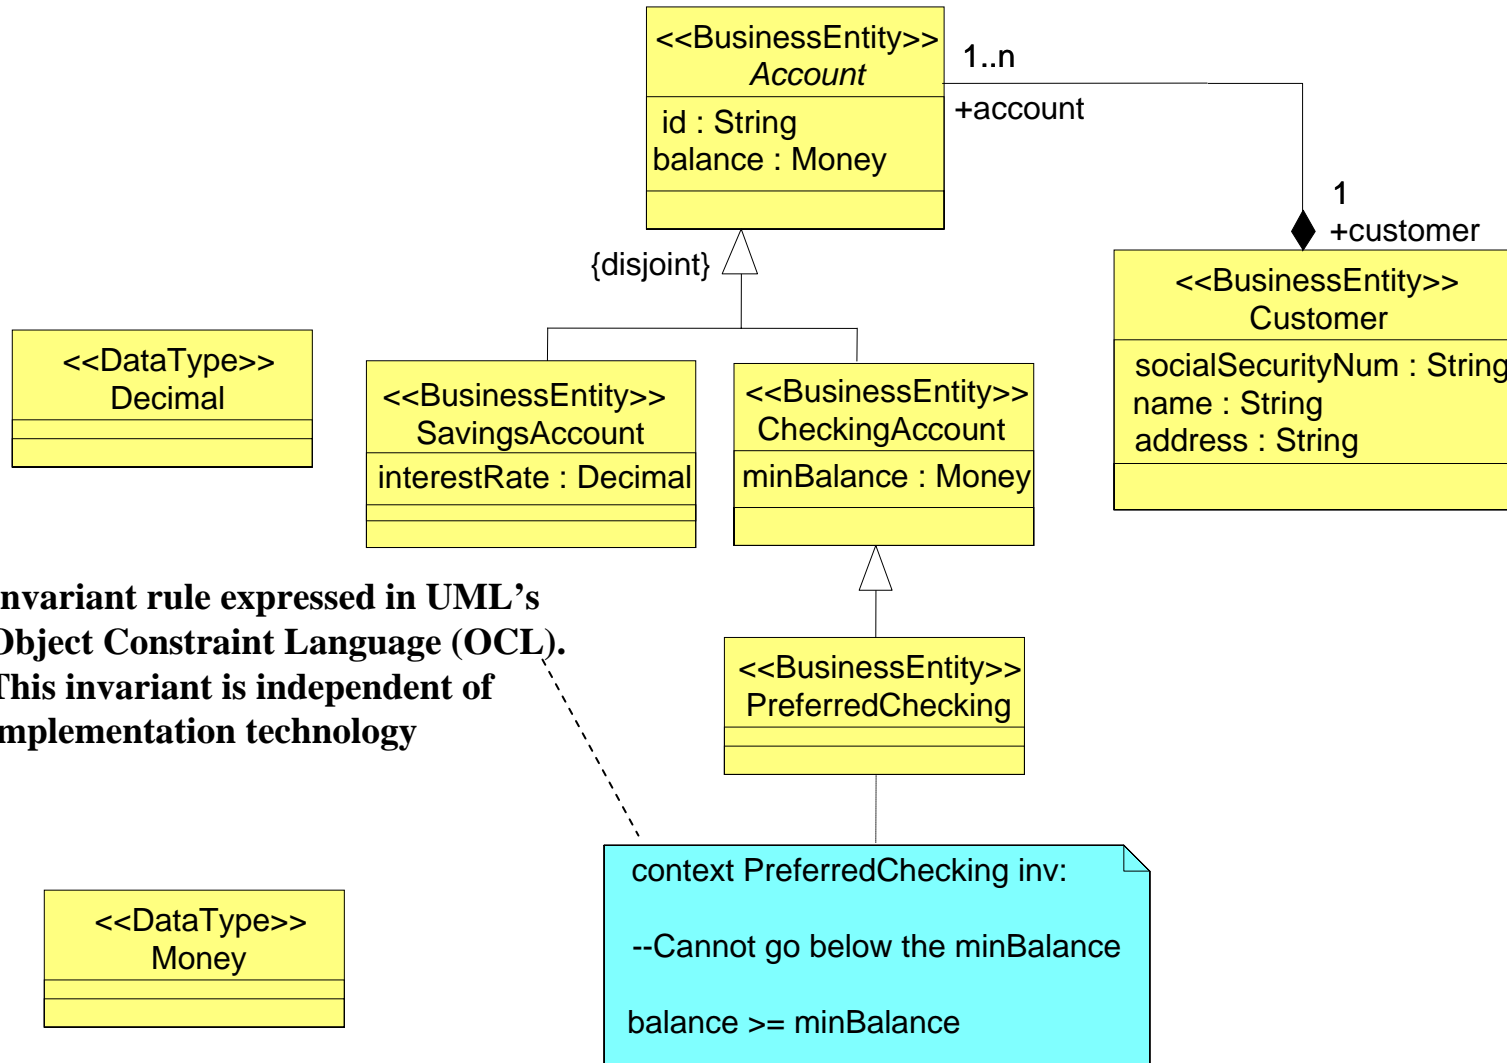 <<BusinessEntity>>
Account
id : String
balance : Money
1..n
+account
1
+customer
{disjoint}
<<BusinessEntity>>
Customer
socialSecurityNum : String
name : String
address : String
<<DataType>>
Decimal
<<BusinessEntity>>
SavingsAccount
interestRate : Decimal
<<BusinessEntity>>
CheckingAccount
minBalance : Money
nvariant rule expressed in UML’s
Object Constraint Language (OCL).
This invariant is independent of
mplementation technology
<<BusinessEntity>>
PreferredChecking
<<DataType>>
Money
context PreferredChecking inv:
--Cannot go below the minBalance
balance >= minBalance